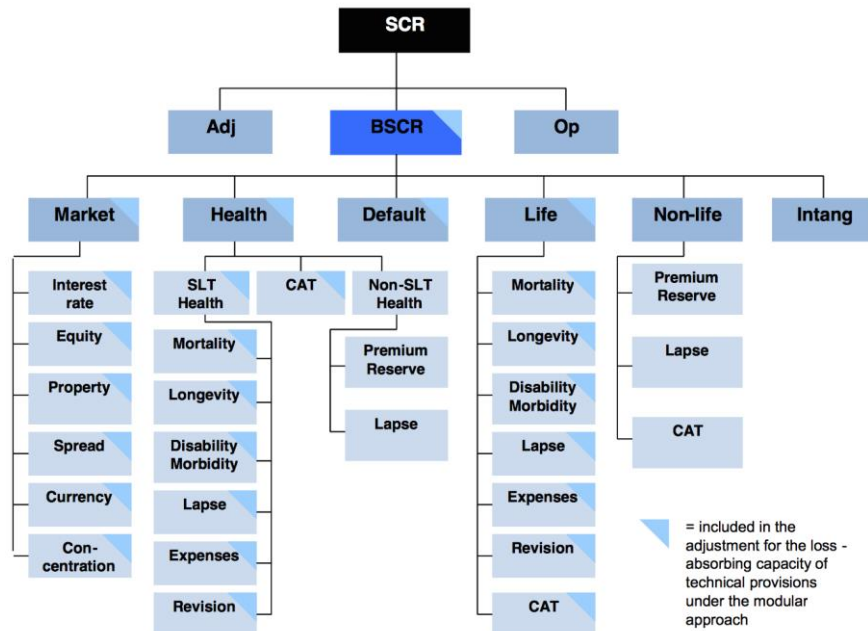 SCR
Adj
BSCR
Op
Market
Health
Default
Life
Non-life
Intang
Interest
rate
Equity
Property
Spread
Currency
Con-
centration
SLT
Health
CAT
Non-SLT
Health
Mortality
Longevity
Disability
Morbidity
Lapse
Expenses
Revision
Premium
Reserve
Lapse
Mortality
Longevity
Disability
Morbidity
Lapse
Expenses
Revision
CAT
Premium
Reserve
Lapse
CAT
= included in the
adjustment for the loss -
absorbing capacity of
technical provisions
under the modular
approach